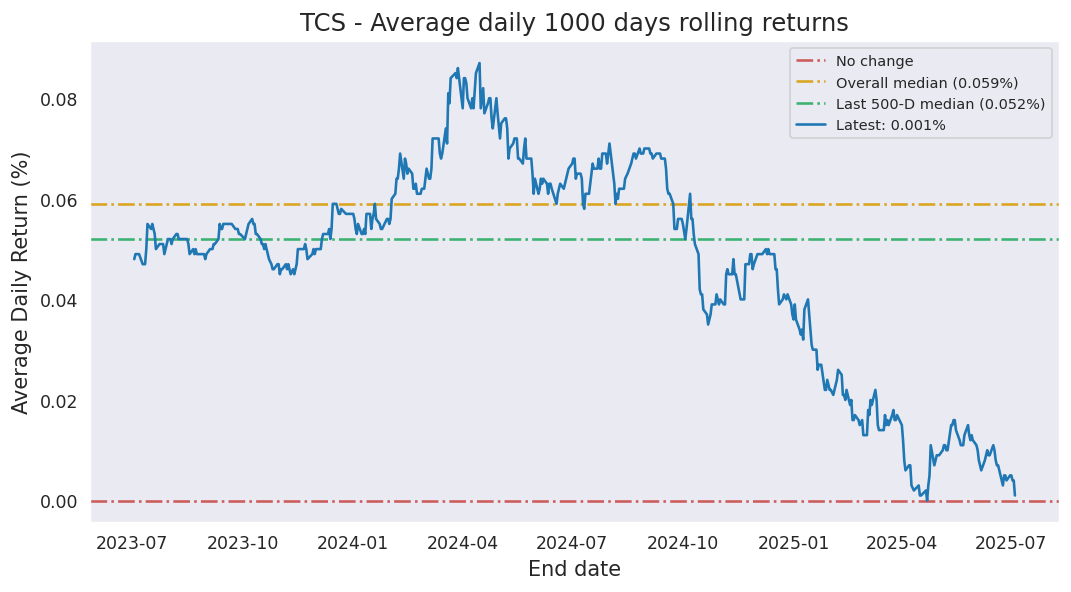 TCS - Average daily 1000 days rolling returns
No change
Overall median (0.059%)
Last 500-D median (0.052%)
Latest: 0.001%
Average Daily Return (%)
0.08
0.06
0.04
0.02
0.00
2023-07 2023-10 2024-01 2024-04 2024-07 2024-10 2025-01 2025-04 2025-07
End date